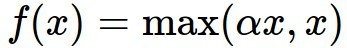 f(x) = max(αx, x)